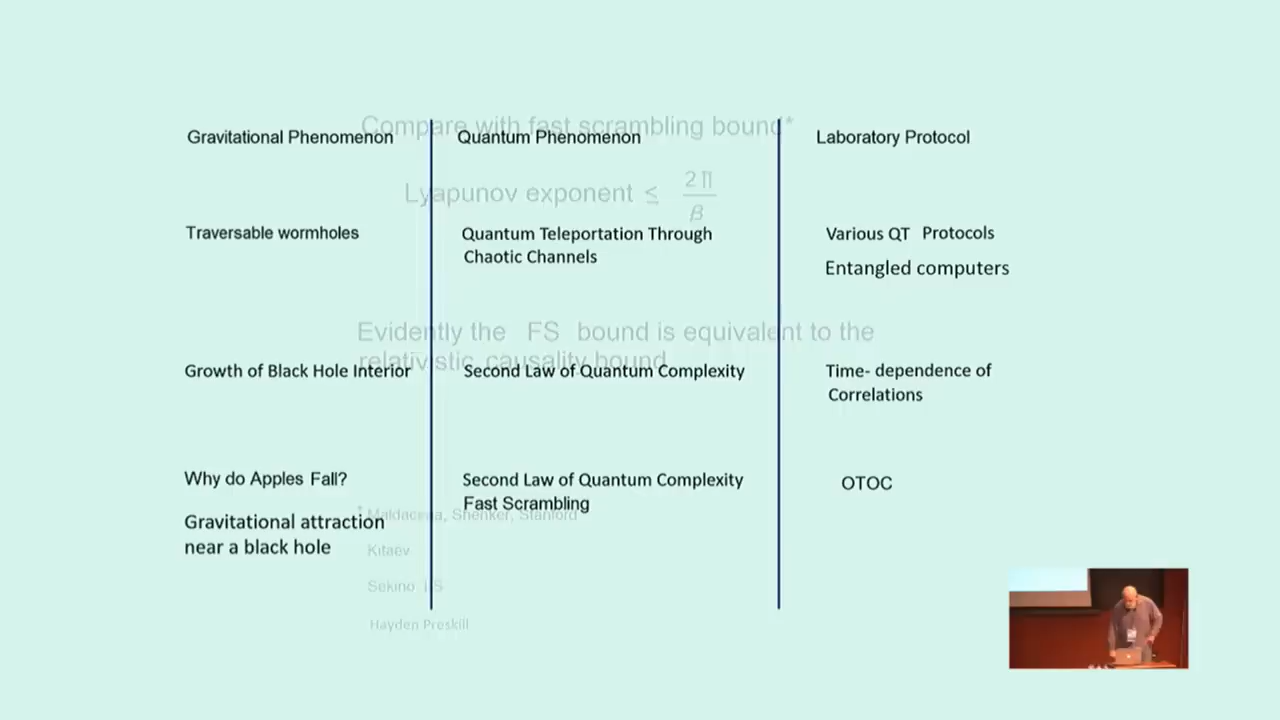 Compare with fast scrambling bound*
Gravitational Phenomenon
Quantum Phenomenon
Laboratory Protocol
Lyapunov exponent ≤ 2Π
β
Traversable wormholes
Quantum Teleportation Through
Chaotic Channels
Various QT Protocols
Entangled computers
Evidently the FS bound is equivalent to the
relativistic causality bound
Growth of Black Hole Interior
Second Law of Quantum Complexity
Time- dependence of
Correlations
Why do Apples Fall?
Gravitational attraction
near a black hole
Second Law of Quantum Complexity
Fast Scrambling
OTOC
* Maldacena, Shenker, Stanford
Kitaev
Sekino LS
Hayden Preskill